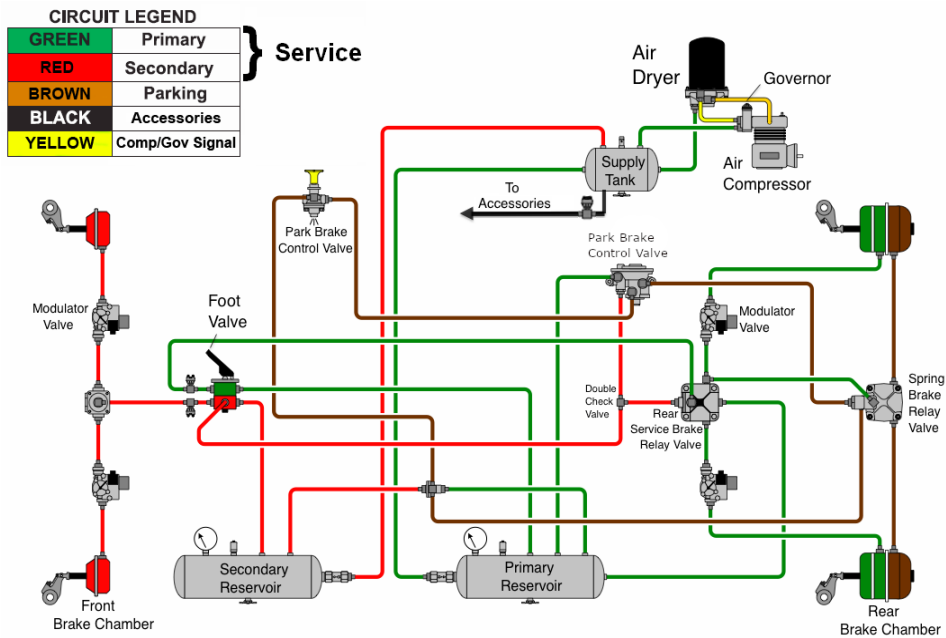 CIRCUIT LEGEND
GREEN Primary
RED Secondary
Service
BROWN Parking
BLACK Accessories
YELLOW Comp/Gov Signal
Air
Dryer
Governor
Air
Compressor
Supply
Tank
To
Accessories
Park Brake
Control Valve
Park Brake
Control Valve
Modulator
Valve
Foot
Valve
Modulator
Valve
Double
Check
Valve
Rear
Service Brake
Relay Valve
Spring
Brake
Relay
Valve
Secondary
Reservoir
Primary
Reservoir
Front
Brake Chamber
Rear
Brake Chamber